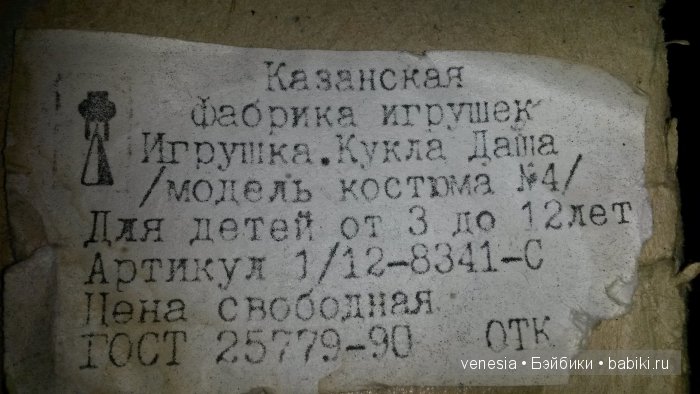 Казанская
фабрика игрушек
Игрушка.Кукла Даша
/модель костюма №4/
Для детей от 3 до 12лет
Артикул 1/12-8341-С
Цена свободная
ГОСТ 25779-90 ОТК
venesia • Бэйбики • babiki.ru